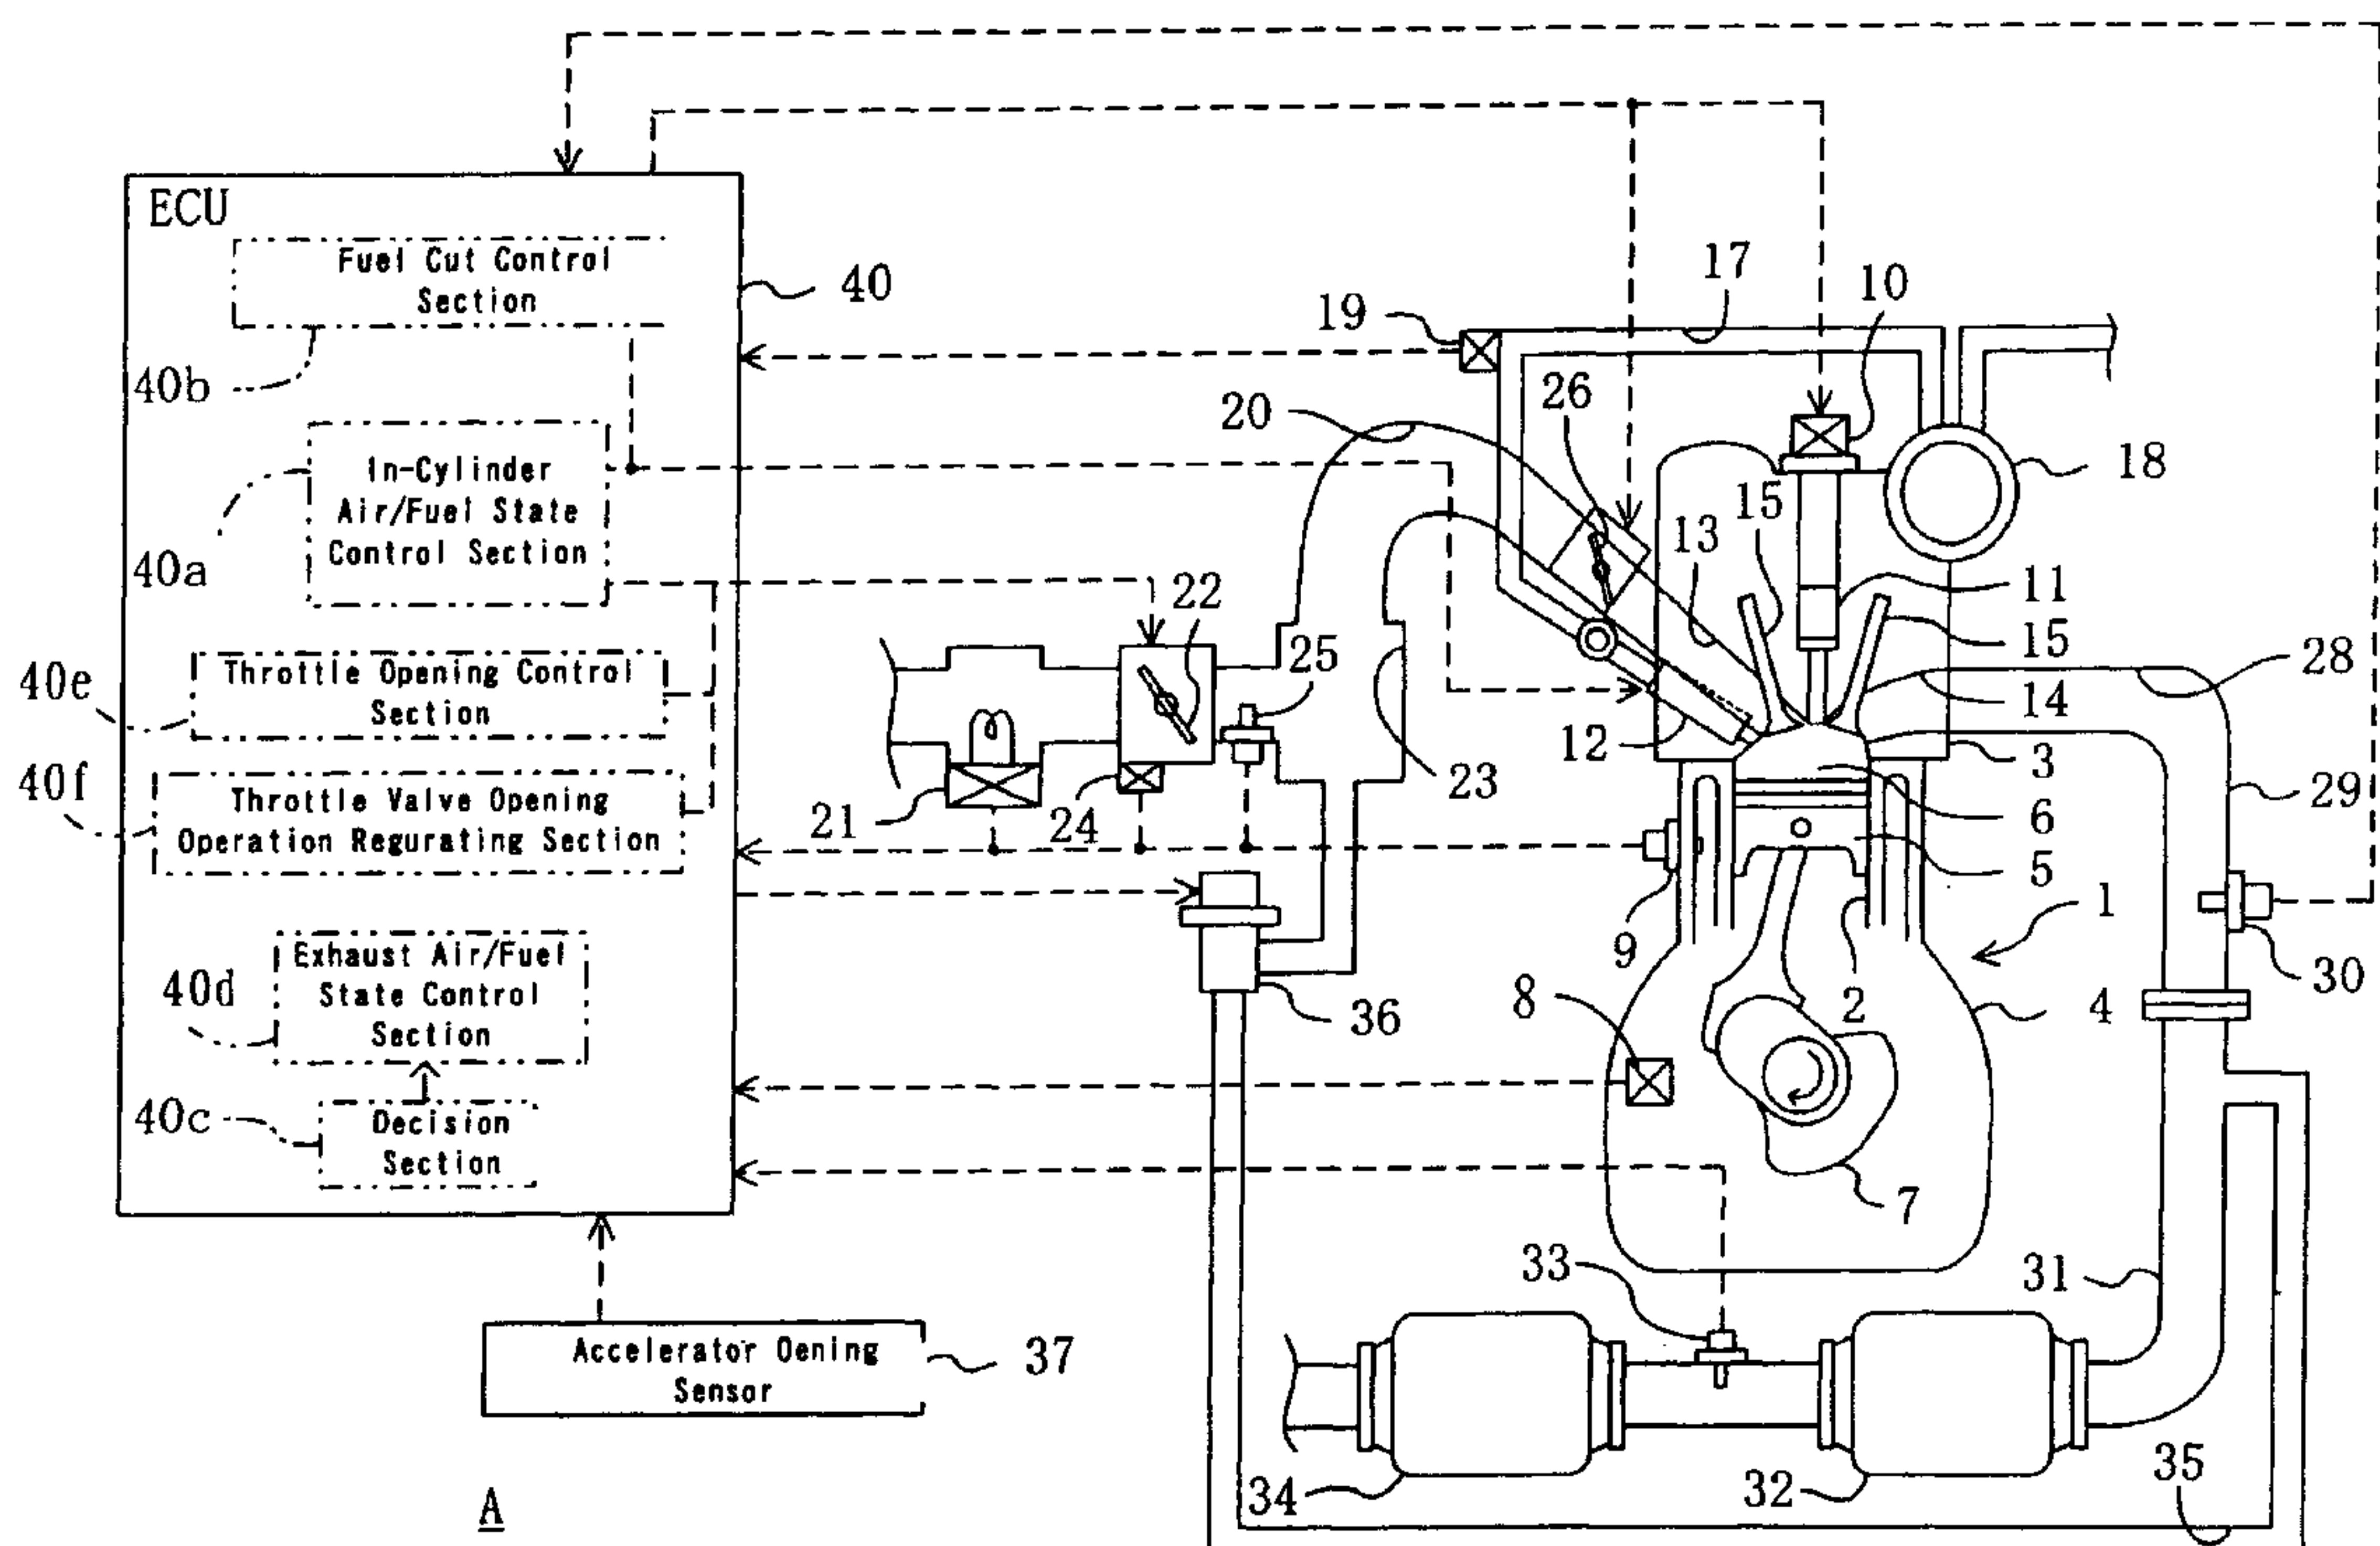 ECU
Fuel Cut Control
Section
40
40b
In-Cylinder
Air/Fuel State
Control Section
40a
Throttle Opening Control
Section
40e
Throttle Valve Opening
Operation Regurating Section
40f
Exhaust Air/Fuel
State Control
Section
40d
Decision
Section
40c
Accelerator Oening
Sensor
37
A
17
10
19
20
26
18
15
13
11
22
15
25
28
14
12
3
23
29
21
24
6
5
9
1
2
30
8
36
4
7
33
31
34
32
35